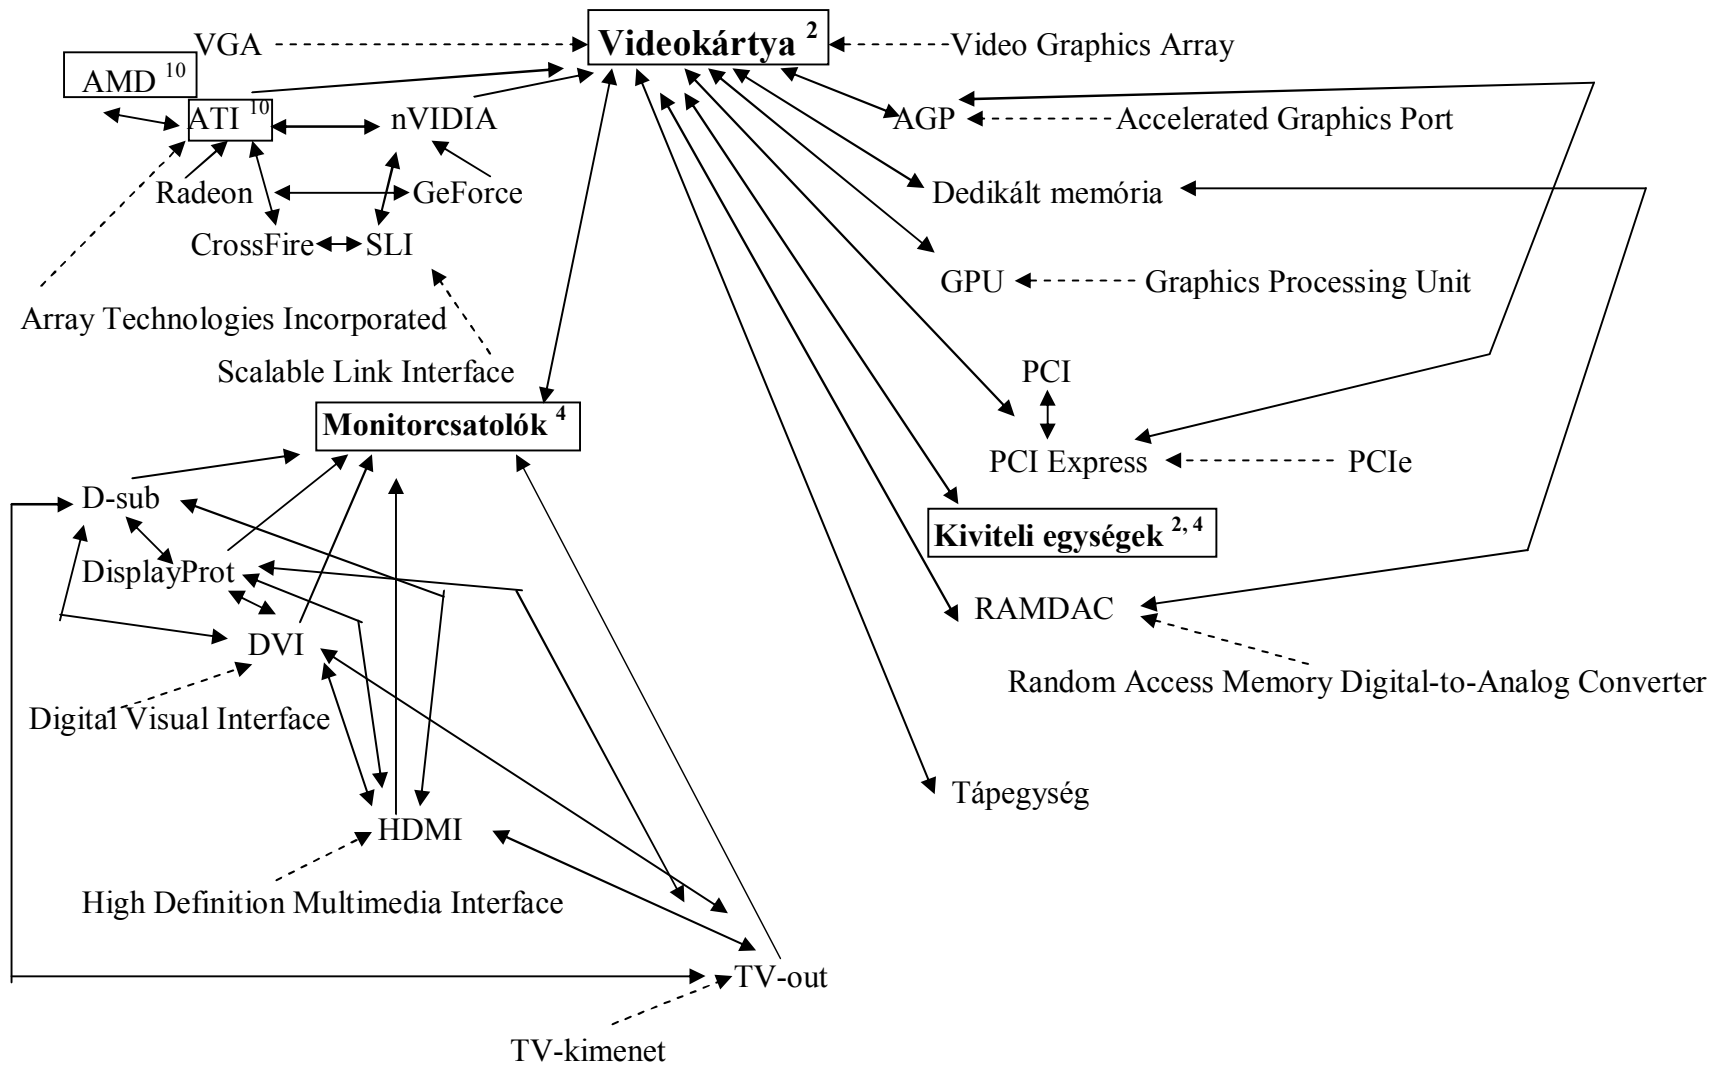 VGA
Videokártya 2
Video Graphics Array
AMD 10
ATI 10
nVIDIA
AGP
Accelerated Graphics Port
Radeon
GeForce
Dedikált memória
CrossFire
SLI
GPU
Graphics Processing Unit
Array Technologies Incorporated
Scalable Link Interface
PCI
Monitorcsatolók 4
PCI Express
PCIe
D-sub
Kiviteli egységek 2, 4
DisplayProt
RAMDAC
DVI
Random Access Memory Digital-to-Analog Converter
Digital Visual Interface
Tápegység
HDMI
High Definition Multimedia Interface
TV-out
TV-kimenet